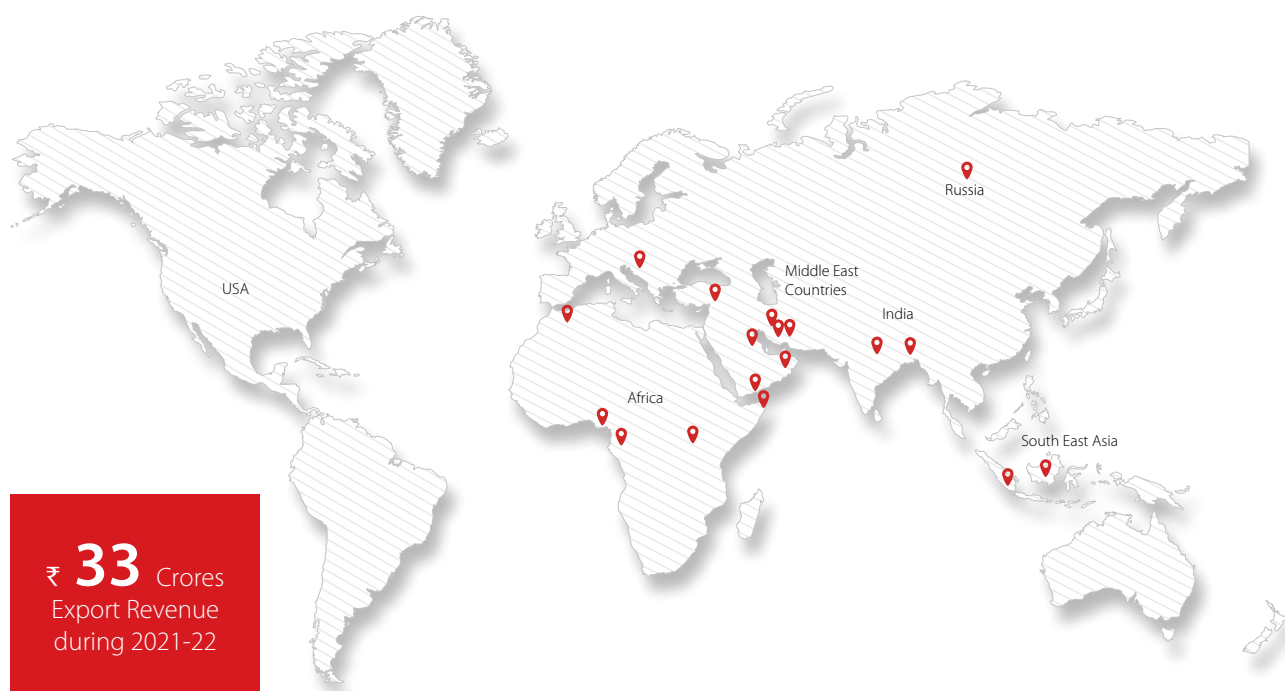 Russia
Middle East
Countries
USA
India
Africa
South East Asia
₹ 33 Crores
Export Revenue
during 2021-22